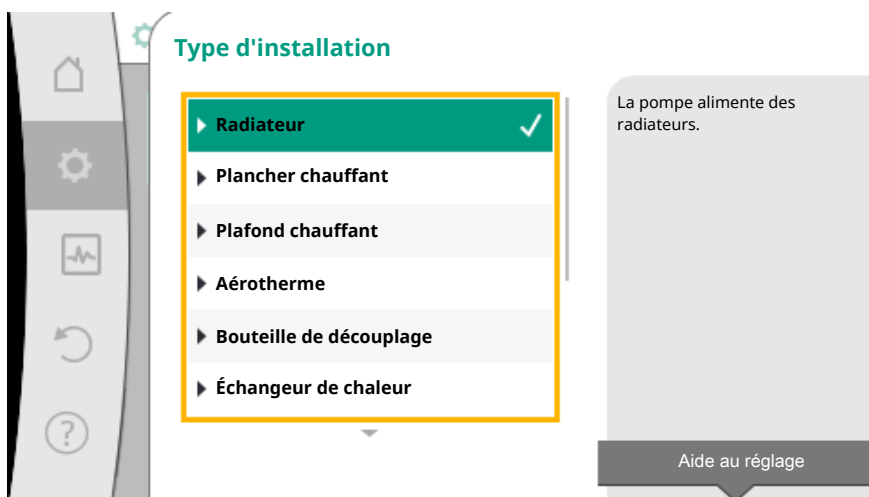 Type d'installation
Radiateur
Plancher chauffant
Plafond chauffant
Aérotherme
Bouteille de découplage
Échangeur de chaleur
La pompe alimente des
radiateurs.
Aide au réglage
?